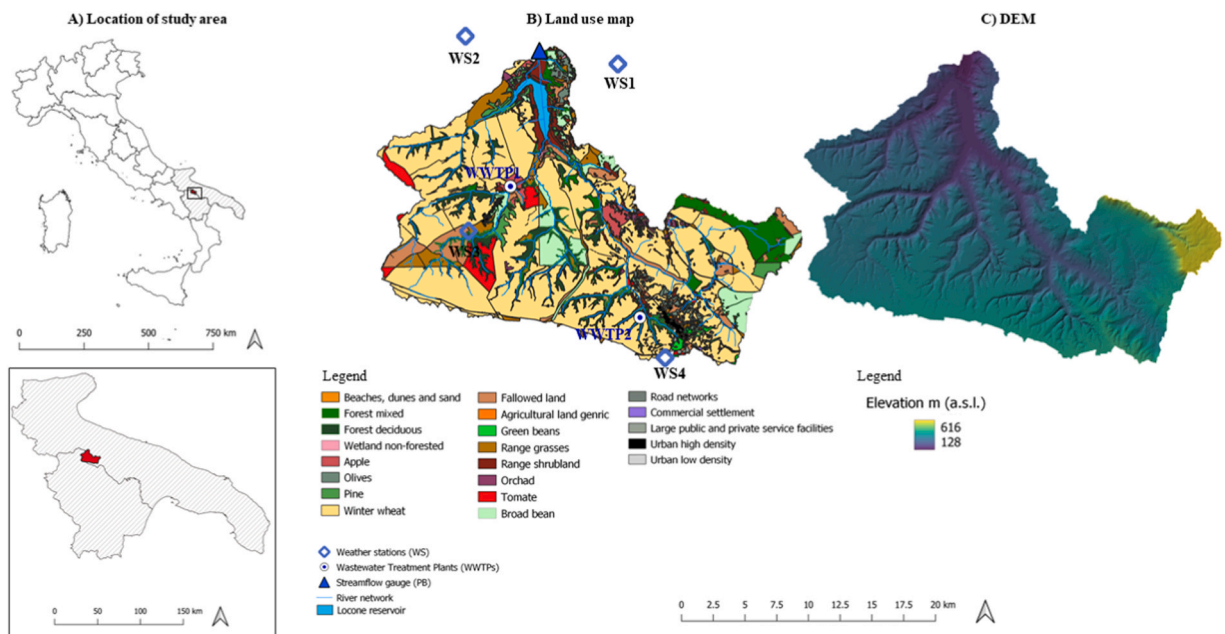 A) Location of study area
B) Land use map
C) DEM
WS2
WS1
WWTP1
WS3
WWTP2
WS4
0 250 500 750 km
Legend
Beaches, dunes and sand
Forest mixed
Forest deciduous
Wetland non-forested
Apple
Olives
Pine
Winter wheat
Fallowed land
Agricultural land genric
Green beans
Range grasses
Range shrubland
Orchad
Tomate
Broad bean
Road networks
Commercial settlement
Large public and private service facilities
Urban high density
Urban low density
Weather stations (WS)
Wastewater Treatment Plants (WWTPs)
Streamflow gauge (PB)
River network
Locone reservoir
Legend
Elevation m (a.s.l.)
616
128
0 50 100 150 km
0 2.5 5 7.5 10 12.5 15 17.5 20 km